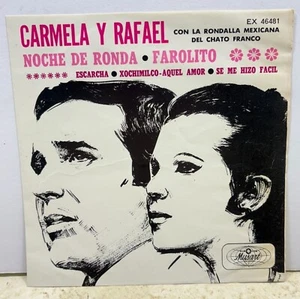 EX 46481
CARMELA Y RAFAEL
CON LA RONDALLA MEXICANA
DEL CHATO FRANCO
NOCHE DE RONDA • FAROLITO
ESCARCHA • XOCHIMILCO-AQUEL AMOR • SE ME HIZO FACIL
Musart